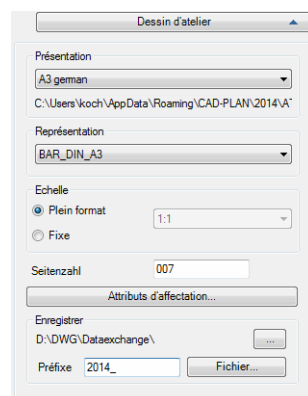 Dessin d'atelier
Présentation
A3 german
C:\Users\koch\AppData\Roaming\CAD-PLAN\2014\A
Représentation
BAR_DIN_A3
Echelle
Plein format
1:1
Fixe
Seitenzahl 007
Attributs d'affectation...
Enregistrer
D:\DWG\Dataexchange\ ...
Préfixe 2014_ Fichier...